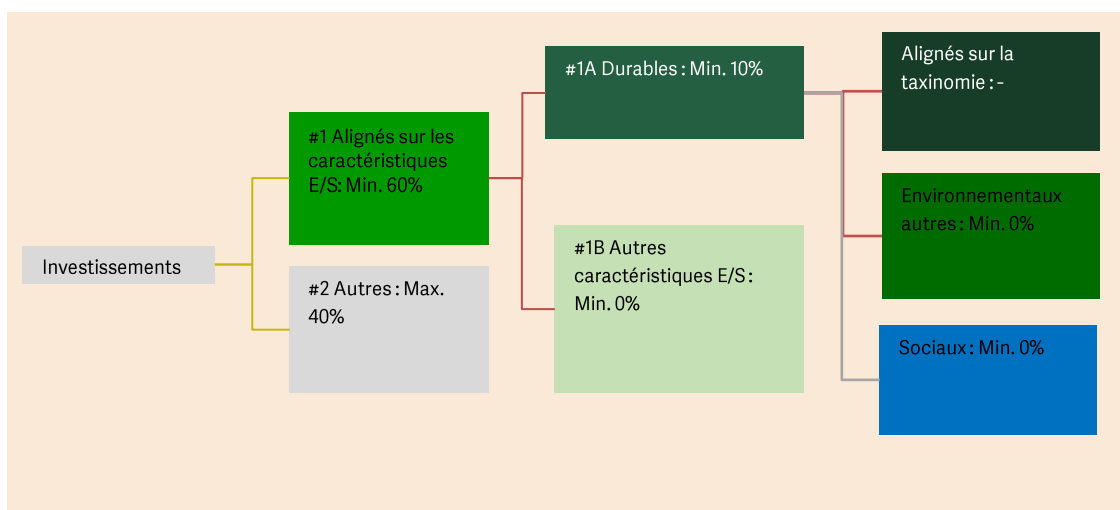 Investissements
#1 Alignés sur les
caractéristiques
E/S: Min. 60%
#2 Autres : Max.
40%
#1A Durables : Min. 10%
#1B Autres
caractéristiques E/S :
Min. 0%
Alignés sur la
taxinomie : -
Environnementaux
autres : Min. 0%
Sociaux : Min. 0%